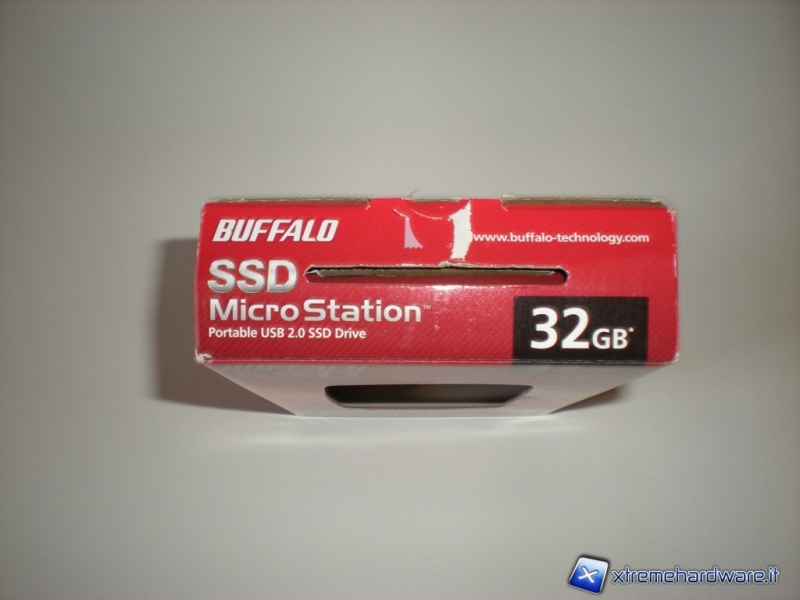 BUFFALO
www.buffalo-technology.com
SSD
MicroStation™
Portable USB 2.0 SSD Drive
32GB*
xtremehardware.it